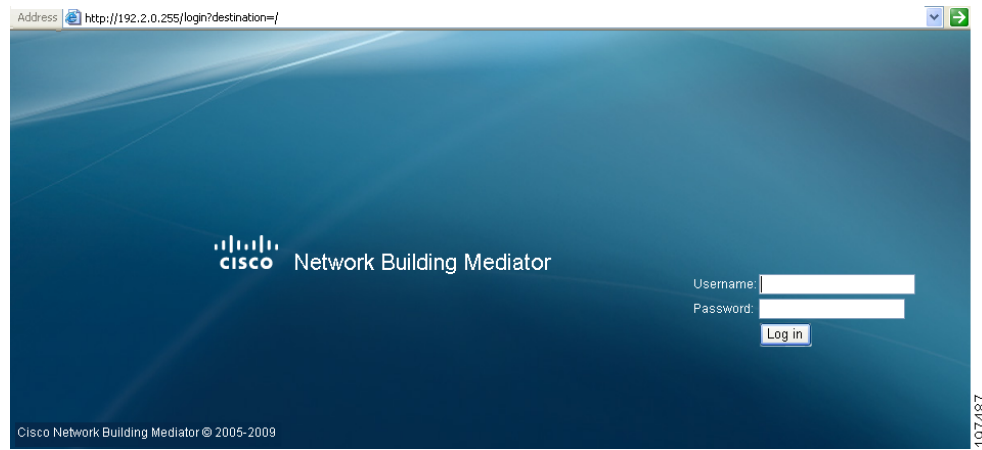 Address http://192.2.0.255/login?destination=/
CISCO Network Building Mediator
Username:
Password:
Log in
Cisco Network Building Mediator © 2005-2009
197487